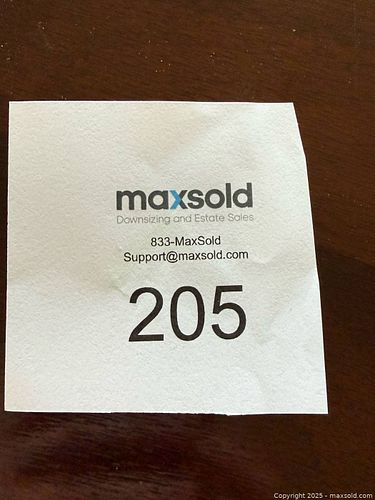 maxsold
Downsizing and Estate Sales
833-MaxSold
Support@maxsold.com
205
Copyright 2025 - maxsold.com